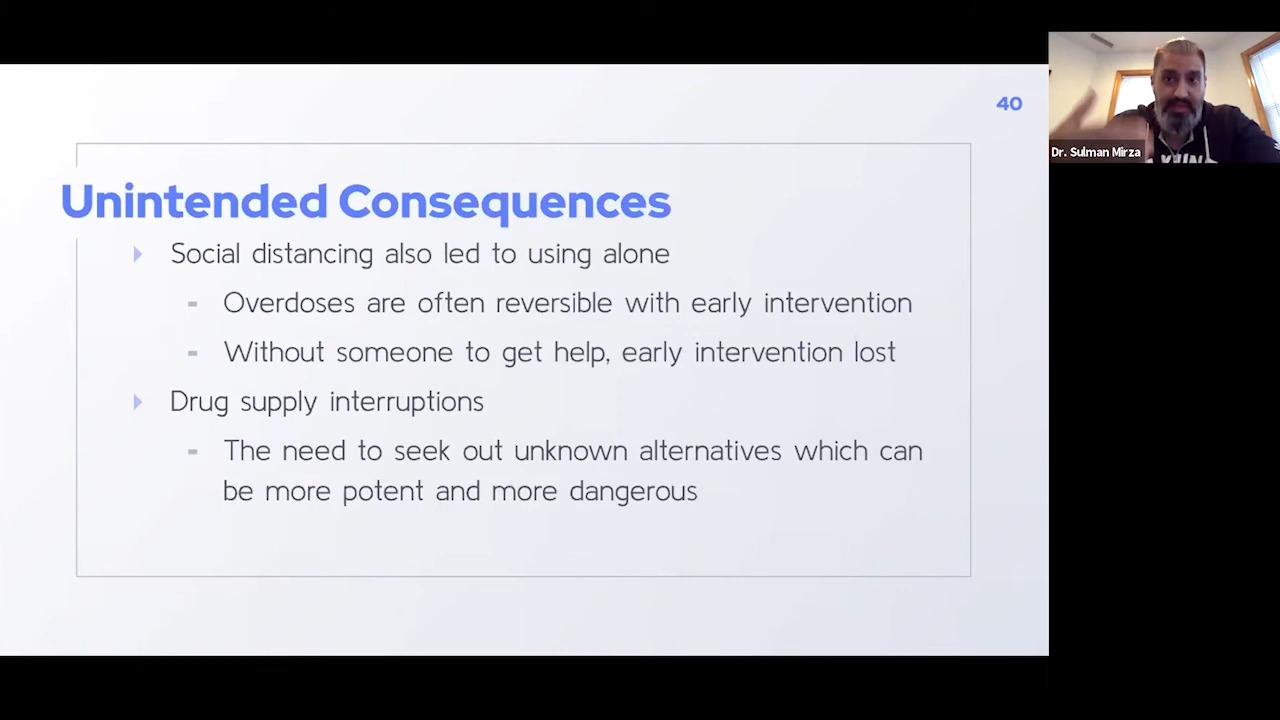 40
Dr. Sulman Mirza
Unintended Consequences
Social distancing also led to using alone
- Overdoses are often reversible with early intervention
- Without someone to get help, early intervention lost
Drug supply interruptions
- The need to seek out unknown alternatives which can
be more potent and more dangerous